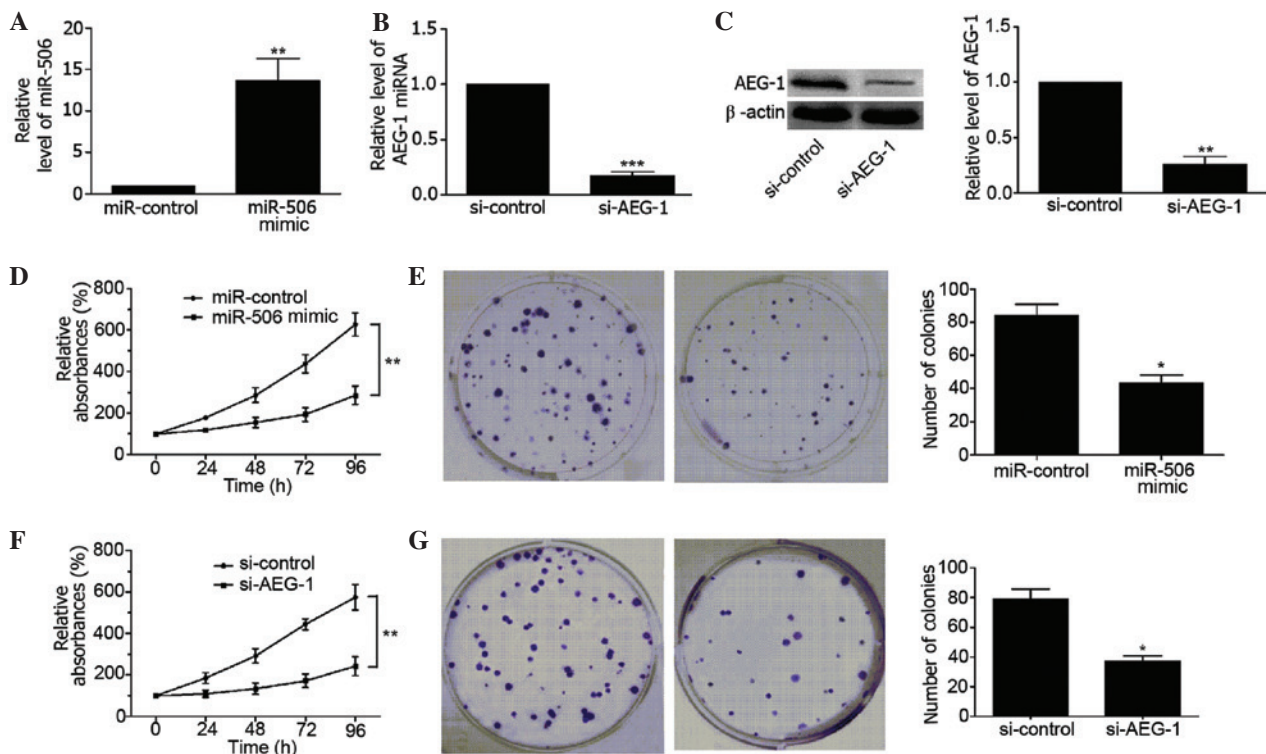 A
Relative
level of miR-506
20
15
10
5
0
**
miR-control
miR-506
mimic
B
Relative level of
AEG-1 miRNA
1.5
1.0
0.5
0.0
***
si-control
si-AEG-1
C
AEG-1
β-actin
si-control
si-AEG-1
Relative level of AEG-1
1.5
1.0
0.5
0.0
**
si-control
si-AEG-1
D
Relative
absorbances (%)
800
600
400
200
0
miR-control
miR-506 mimic
**
0 24 48 72 96
Time (h)
E
Number of colonies
100
80
60
40
20
0
*
miR-control
miR-506
mimic
F
Relative
absorbances (%)
800
600
400
200
0
si-control
si-AEG-1
**
0 24 48 72 96
Time (h)
G
Number of colonies
100
80
60
40
20
80
*
si-control
si-AEG-1